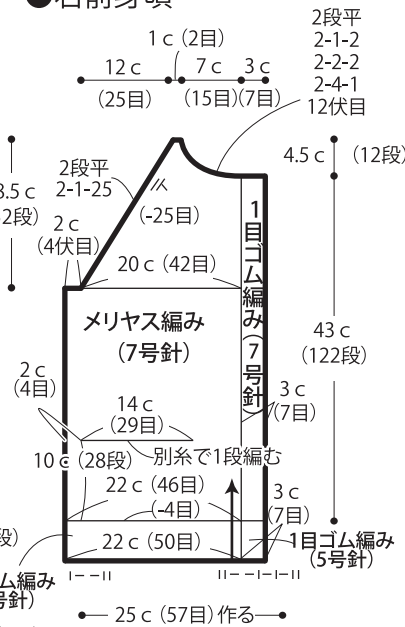 ●右前身頃
2段平
2-1-2
2-2-2
2-4-1
12伏目
1c(2目)
12c
7c
3c
(25目)
(15目)(7目)
4.5c (12段)
2段平
2-1-25
(-25目)
2c
(4伏目)
20c(42目)
1目ゴム編み(7号針)
メリヤス編み
(7号針)
43c
(122段)
2c
(4目)
3c
(7目)
14c
(29目)
別糸で1段編む
10c(28段)
22c(46目)
(-4目)
3c
(7目)
22c(50目)
1目ゴム編み
(5号針)
25c(57目)作る